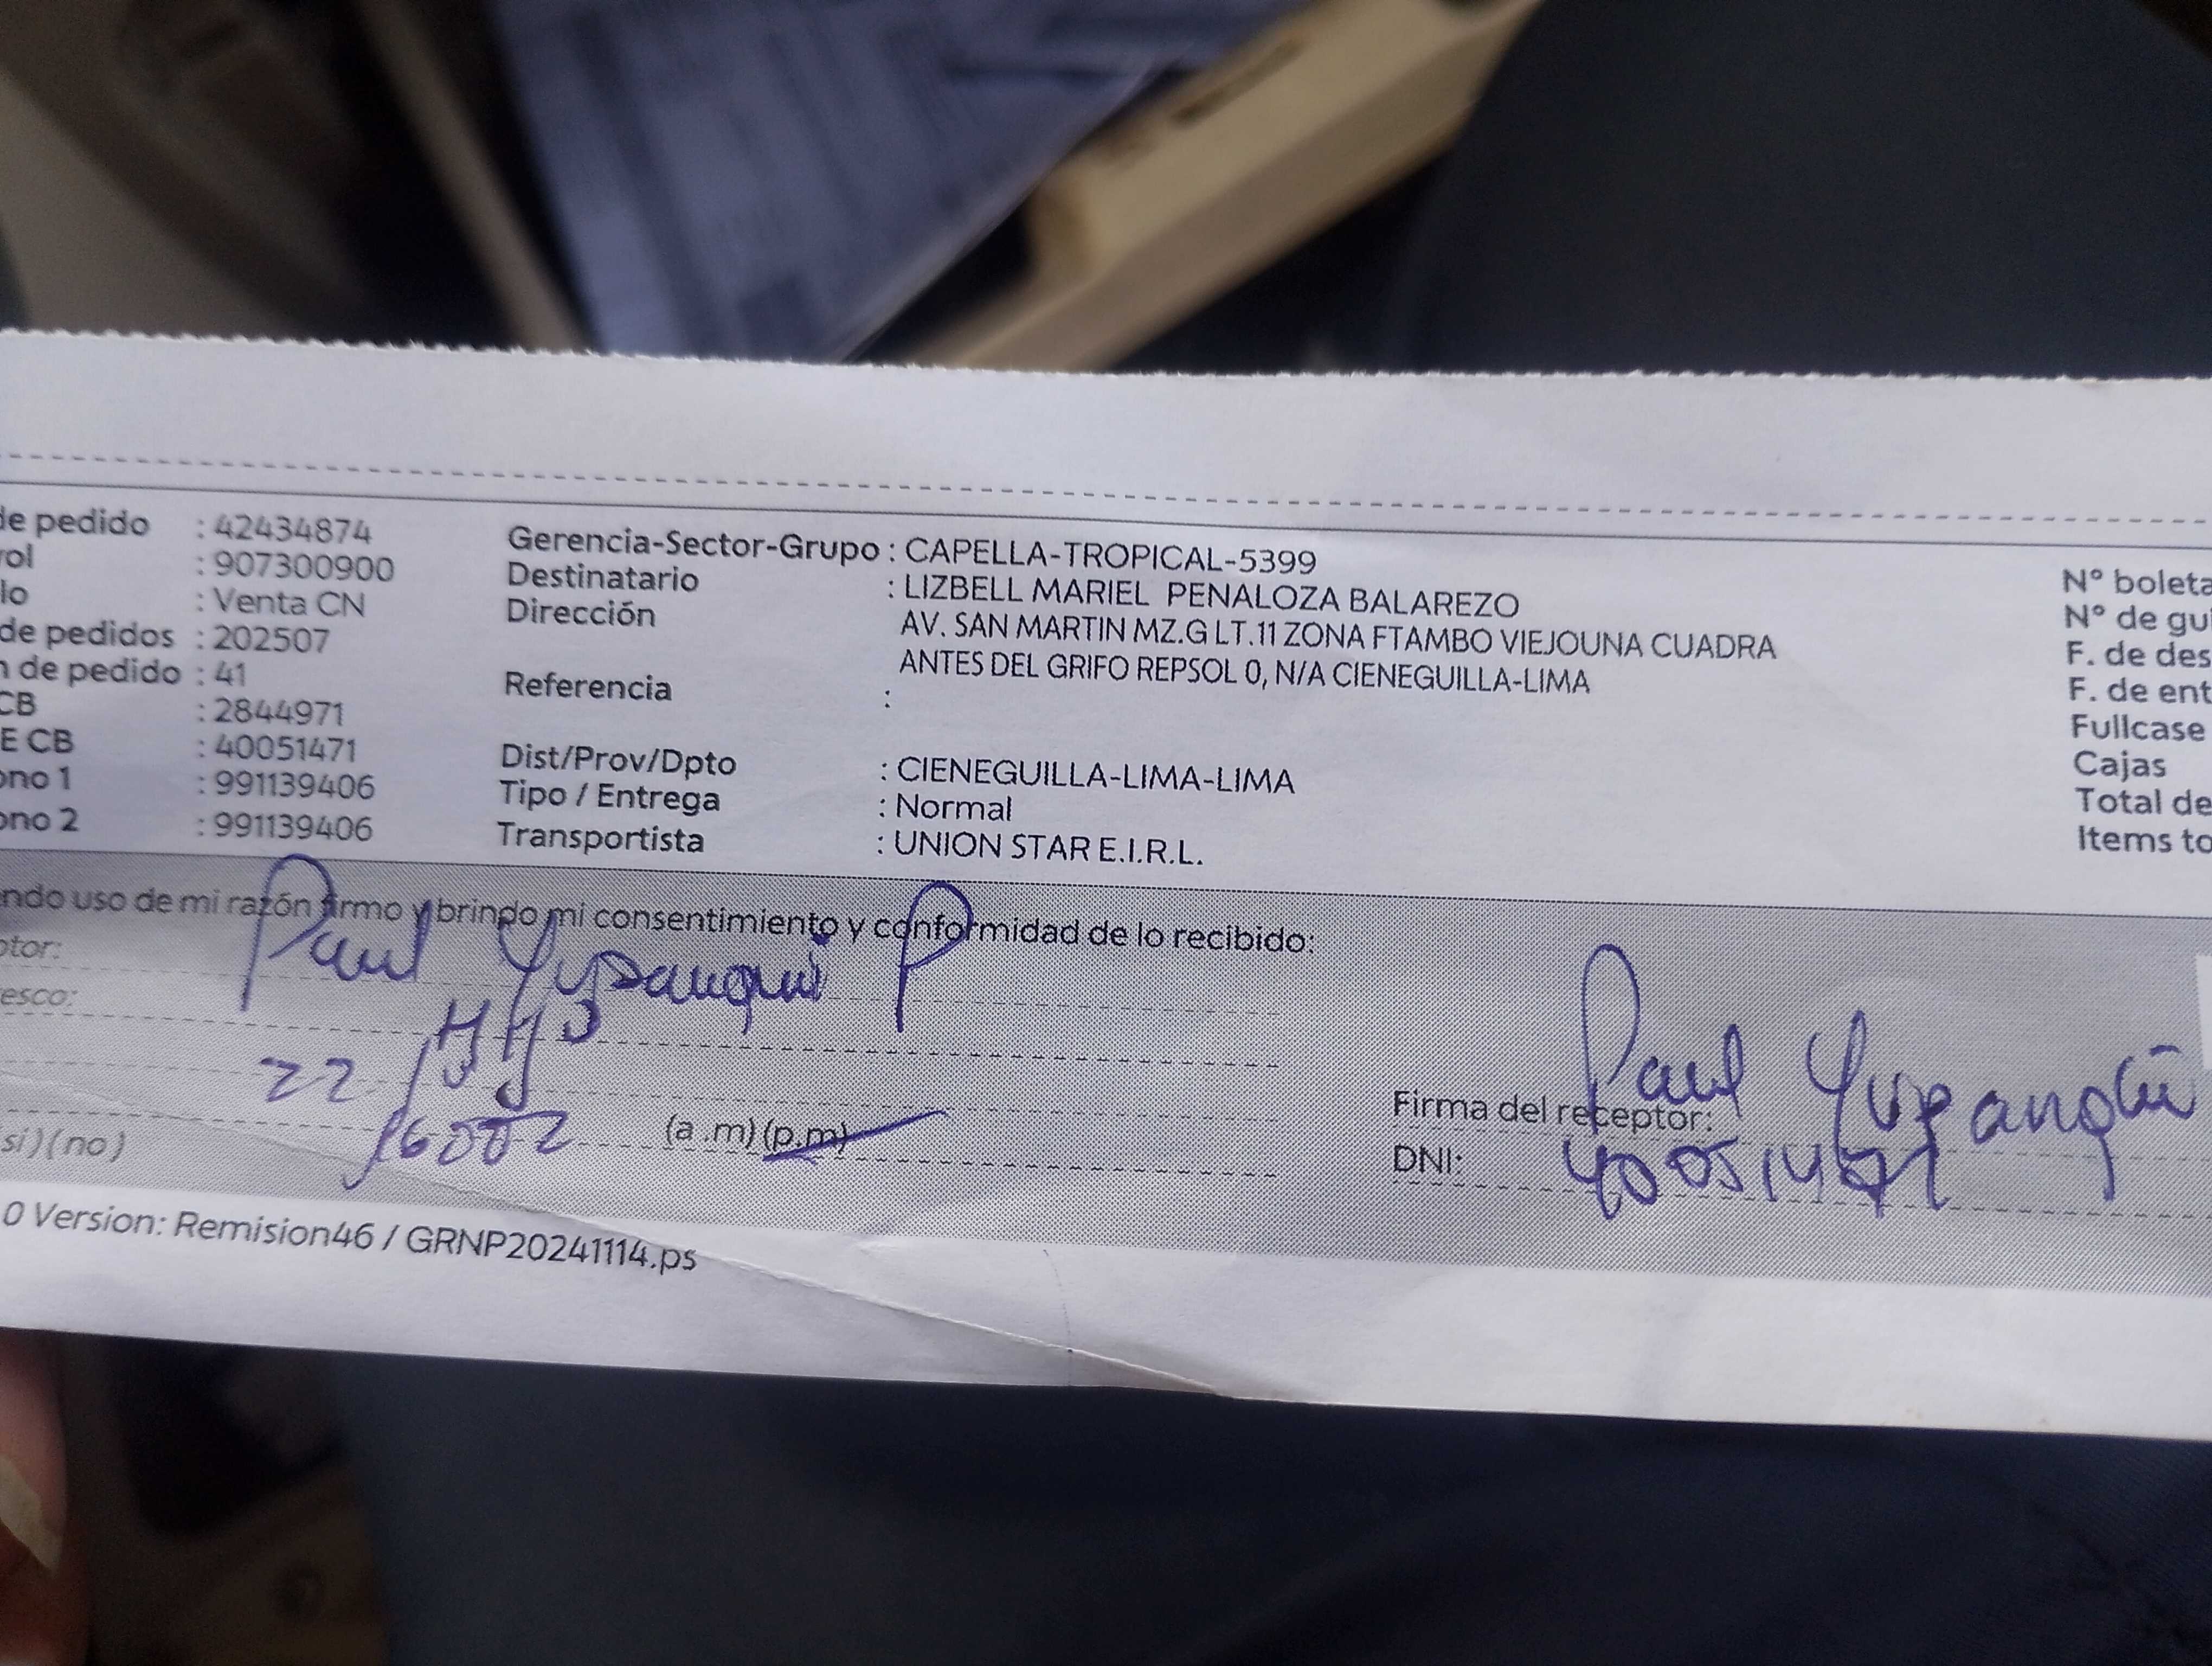 de pedido : 42434874
rol : 907300900
lo : Venta CN
de pedidos : 202507
n de pedido : 41
CB : 2844971
E CB : 40051471
ono 1 : 991139406
ono 2 : 991139406
Gerencia-Sector-Grupo : CAPELLA-TROPICAL-5399
Destinatario : LIZBELL MARIEL PENALOZA BALAREZO
Dirección AV. SAN MARTIN MZ.G LT.11 ZONA FTAMBO VIEJOUNA CUADRA
ANTES DEL GRIFO REPSOL 0, N/A CIENEGUILLA-LIMA
Referencia :
Dist/Prov/Dpto : CIENEGUILLA-LIMA-LIMA
Tipo / Entrega : Normal
Transportista : UNION STAR E.I.R.L.
N° boleta
N° de gui
F. de des
F. de ent
Fullcase
Cajas
Total de
Items to
ndo uso de mi razón firmo y brindo mi consentimiento y conformidad de lo recibido:
ptor: Paul Yupanqui P
esco:
22
(a .m) (p.m)
si) (no)
Firma del receptor: Paul Yupanqui
DNI: 40051471
0 Version: Remision46 / GRNP20241114.ps